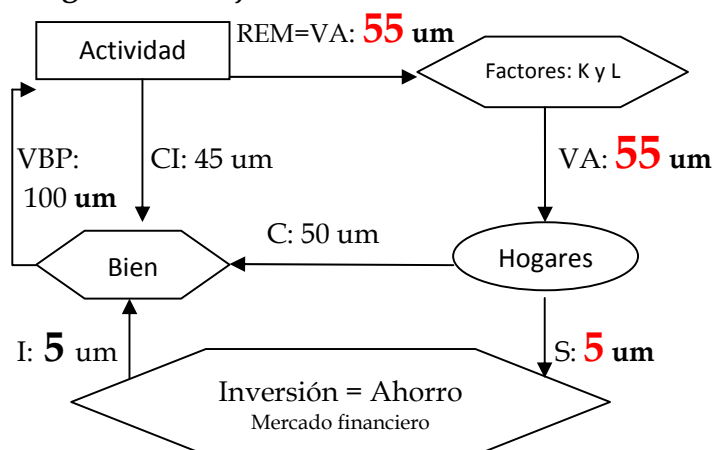 REM=VA: 55 um
Actividad
Factores: K y L
VBP:
100 um
CI: 45 um
VA: 55 um
C: 50 um
Bien
Hogares
I: 5 um
S: 5 um
Inversión = Ahorro
Mercado financiero